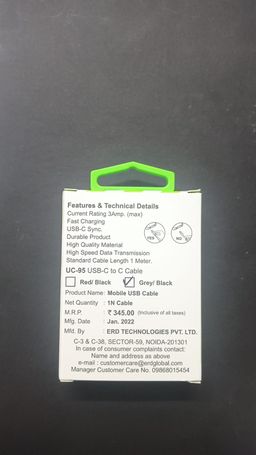 Features & Technical Details
Current Rating 3Amp. (max)
Fast Charging
USB-C Sync.
Durable Product
High Quality Material
High Speed Data Transmission
Standard Cable Length 1 Meter.
YES
NO
UC-95 USB-C to C Cable
Red/ Black Grey/ Black
Product Name: Mobile USB Cable
Net Quantity : 1N Cable
M.R.P. : ₹ 345.00 (Inclusive of all taxes)
Mfg. Date : Jan. 2022
Mfd. By : ERD TECHNOLOGIES PVT. LTD.
C-3 & C-38, SECTOR-59, NOIDA-201301
In case of consumer complaints contact:
Name and address as above
e-mail : customercare@erdglobal.com
Manager Customer Care No. 09868015454